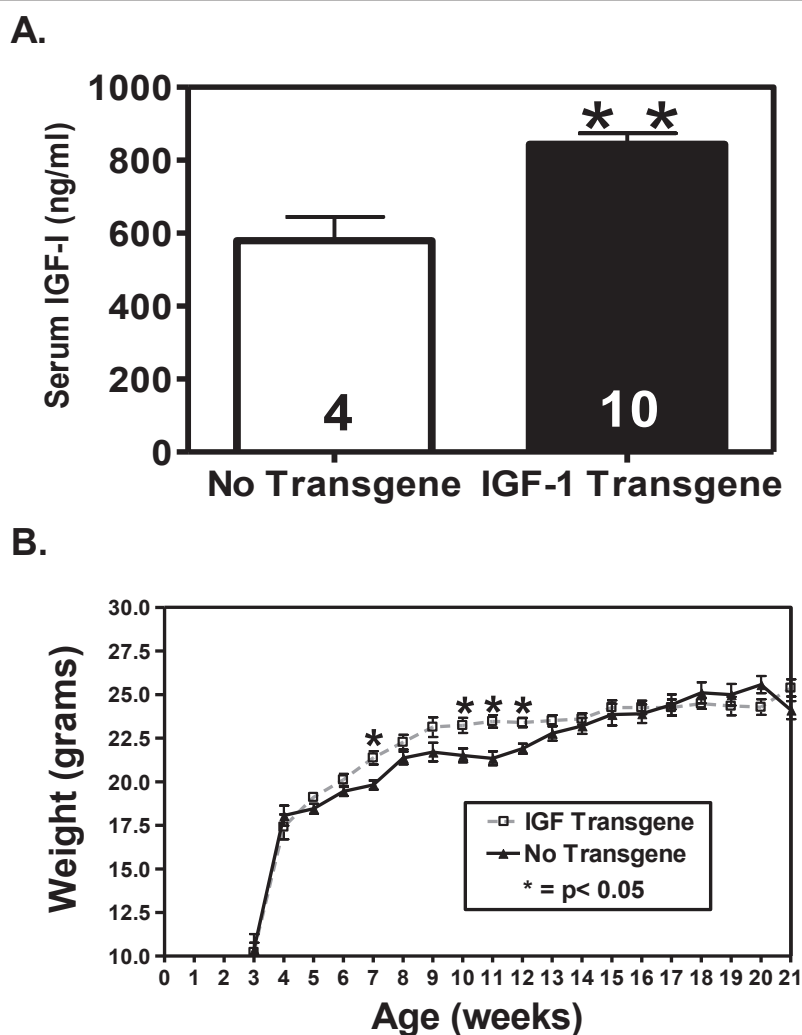 A.
Serum IGF-I (ng/ml)
1000
800
600
400
200
0
* *
4
10
No Transgene
IGF-1 Transgene
B.
Weight (grams)
30.0
27.5
25.0
22.5
20.0
17.5
15.0
12.5
10.0
* * * *
IGF Transgene
No Transgene
* = p< 0.05
0 1 2 3 4 5 6 7 8 9 10 11 12 13 14 15 16 17 18 19 20 21
Age (weeks)